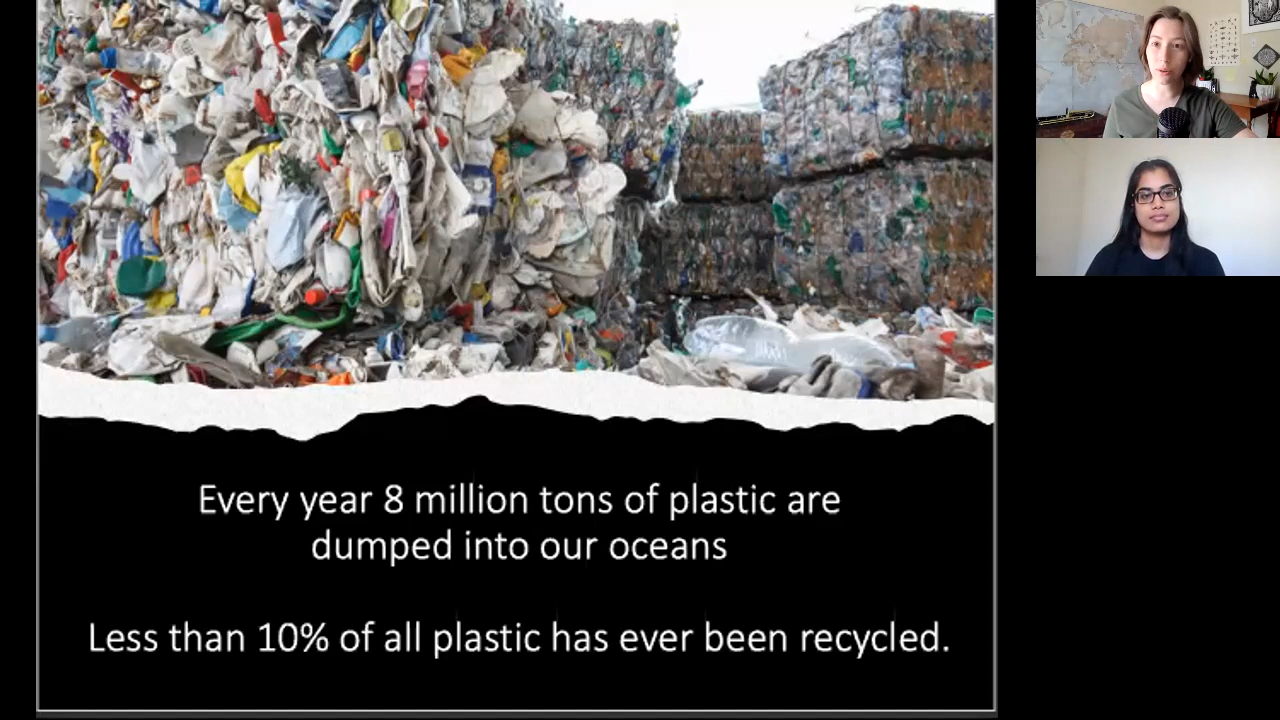 Every year 8 million tons of plastic are
dumped into our oceans
Less than 10% of all plastic has ever been recycled.